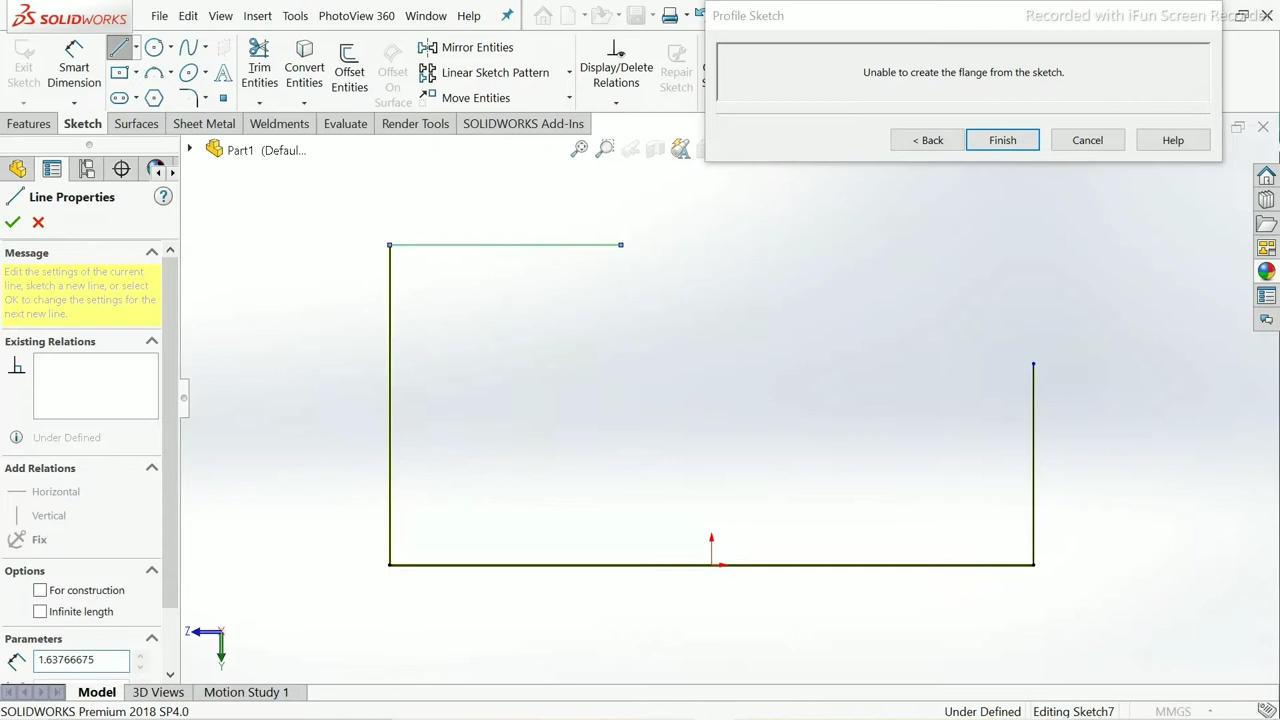 SOLIDWORKS
File Edit View Insert Tools PhotoView 360 Window Help
Profile Sketch
Recorded with iFun Screen Recorder
Unable to create the flange from the sketch.
< Back
Finish
Cancel
Help
Exit Sketch
Smart Dimension
Trim Entities
Convert Entities
Offset Entities
Offset On Surface
Mirror Entities
Linear Sketch Pattern
Move Entities
Display/Delete Relations
Repair Sketch
Features Sketch Surfaces Sheet Metal Weldments Evaluate Render Tools SOLIDWORKS Add-Ins
Part1 (Defaul...
Line Properties
Message
Edit the settings of the current
line, sketch a new line, or select
OK to change the settings for the
next new line.
Existing Relations
Under Defined
Add Relations
Horizontal
Vertical
Fix
Options
For construction
Infinite length
Parameters
1.63766675
Z
Y
Model 3D Views Motion Study 1
SOLIDWORKS Premium 2018 SP4.0
Under Defined
Editing Sketch7
MMGS